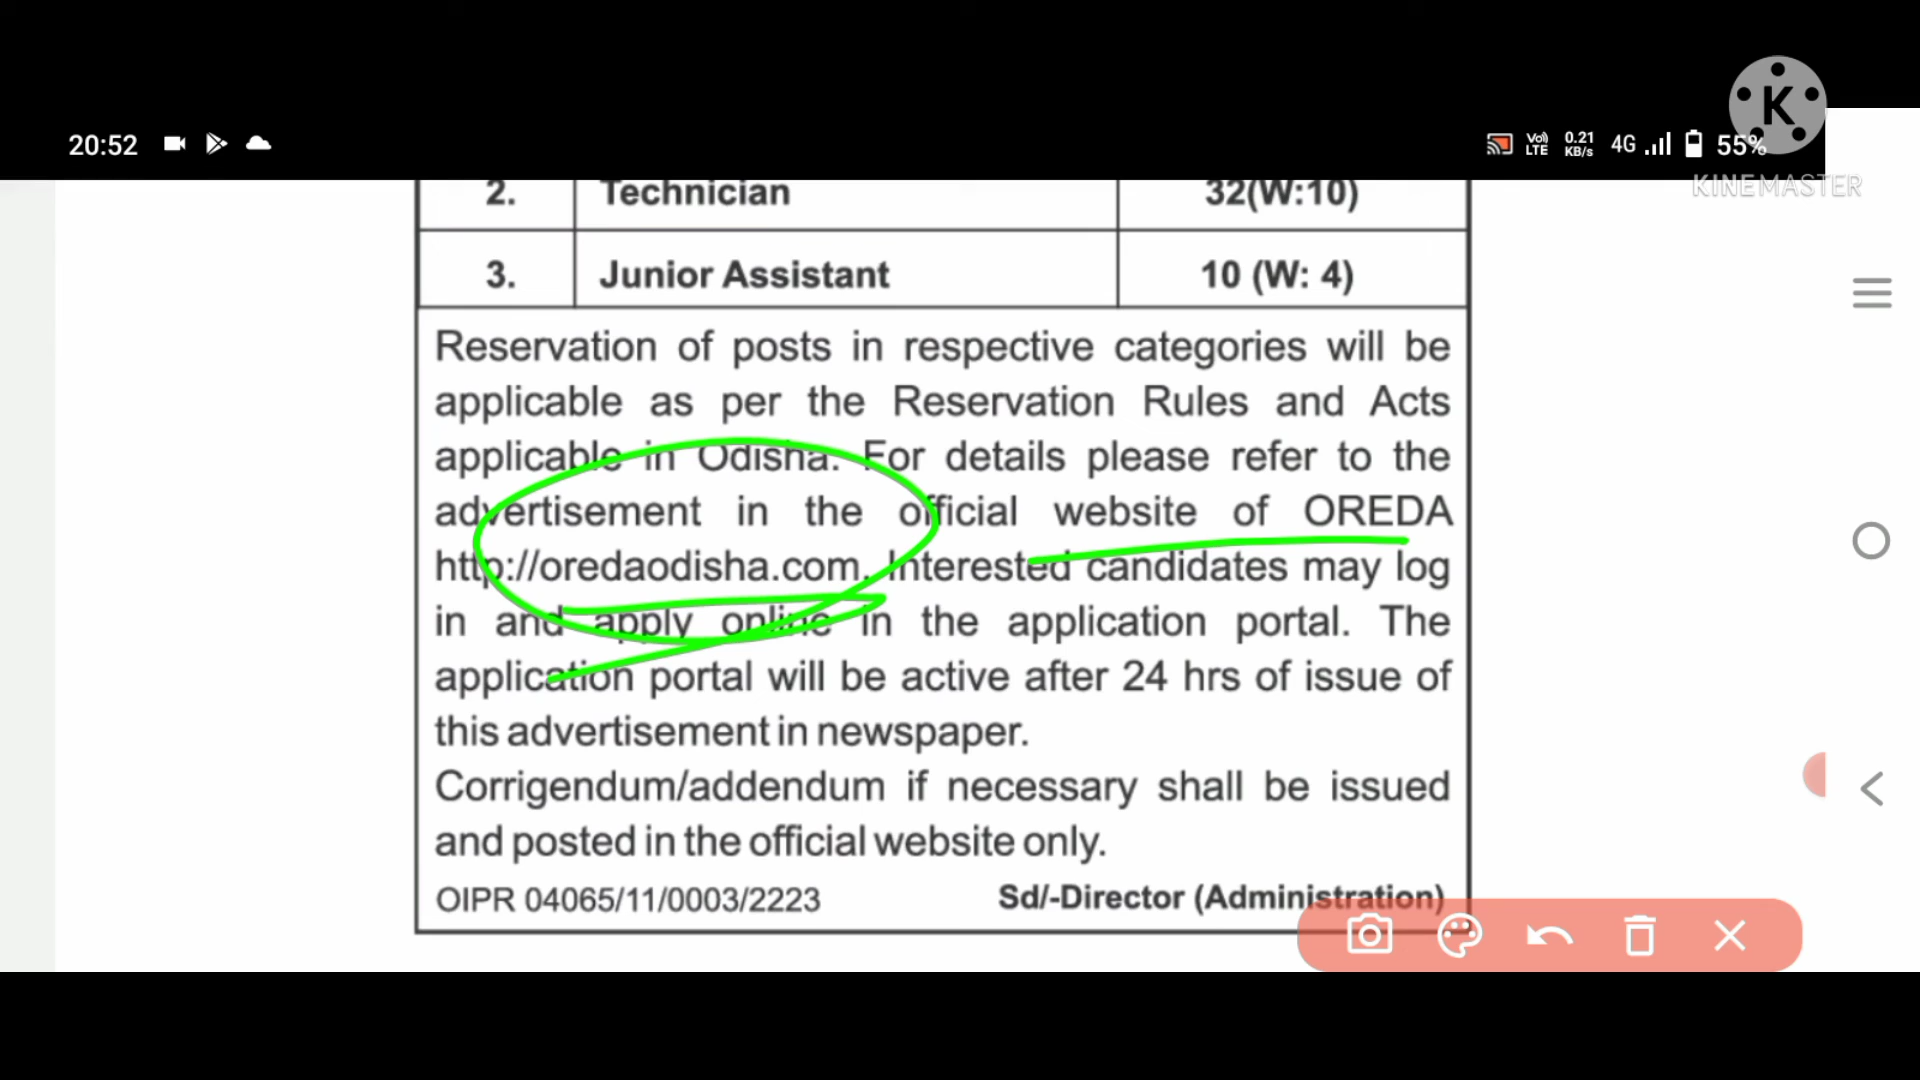 20:52
Vo)) LTE 0.21 KB/s 4G 55%
K
KINEMASTER
2. Technician 32(W:10)
3. Junior Assistant 10 (W: 4)
Reservation of posts in respective categories will be
applicable as per the Reservation Rules and Acts
applicable in Odisha. For details please refer to the
advertisement in the official website of OREDA
http://oredaodisha.com. Interested candidates may log
in and apply online in the application portal. The
application portal will be active after 24 hrs of issue of
this advertisement in newspaper.
Corrigendum/addendum if necessary shall be issued
and posted in the official website only.
OIPR 04065/11/0003/2223 Sd/-Director (Administration)